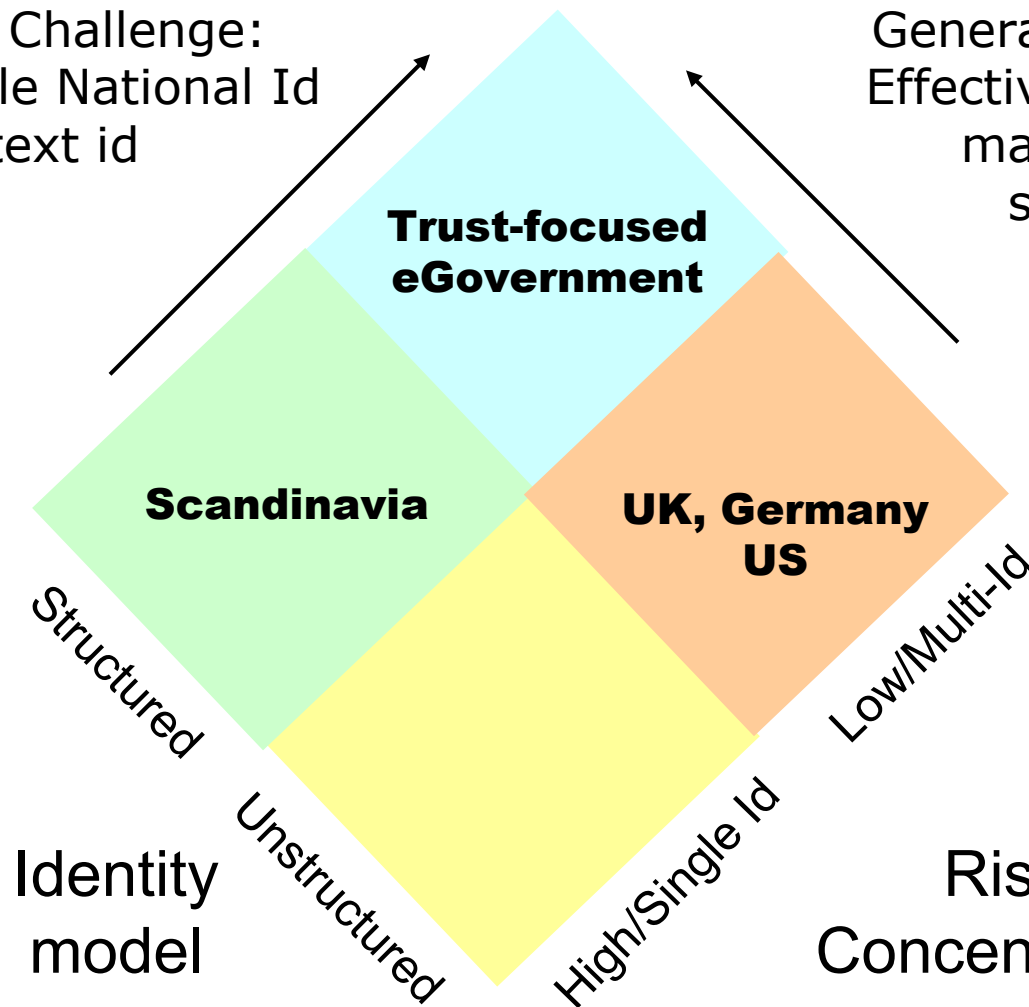 Challenge:
le National Id
text id
Genera
Effectiv
ma
s
Trust-focused
eGovernment
Scandinavia
UK, Germany
US
Structured
Unstructured
High/Single Id
Low/Multi-Id
Identity
model
Ris
Concen